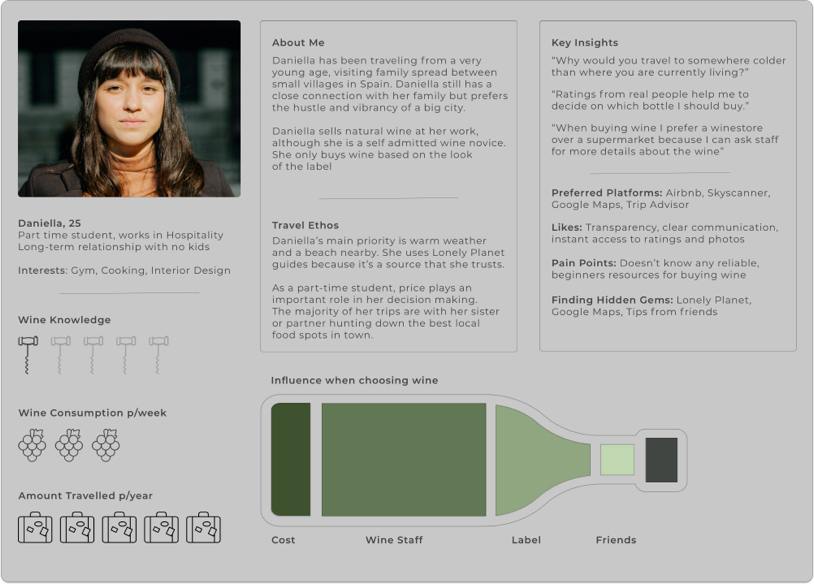 Daniella, 25
Part time student, works in Hospitality
Long-term relationship with no kids
Interests: Gym, Cooking, Interior Design
Wine Knowledge
Wine Consumption p/week
Amount Travelled p/year
About Me
Daniella has been traveling from a very
young age, visiting family spread between
small villages in Spain. Daniella still has a
close connection with her family but prefers
the hustle and vibrancy of a big city.
Daniella sells natural wine at her work,
although she is a self admitted wine novice.
She only buys wine based on the look
of the label
Travel Ethos
Daniella’s main priority is warm weather
and a beach nearby. She uses Lonely Planet
guides because it’s a source that she trusts.
As a part-time student, price plays an
important role in her decision making.
The majority of her trips are with her sister
or partner hunting down the best local
food spots in town.
Key Insights
“Why would you travel to somewhere colder
than where you are currently living?”
“Ratings from real people help me to
decide on which bottle I should buy.”
“When buying wine I prefer a winestore
over a supermarket because I can ask staff
for more details about the wine”
Preferred Platforms: Airbnb, Skyscanner,
Google Maps, Trip Advisor
Likes: Transparency, clear communication,
instant access to ratings and photos
Pain Points: Doesn’t know any reliable,
beginners resources for buying wine
Finding Hidden Gems: Lonely Planet,
Google Maps, Tips from friends
Influence when choosing wine
Cost
Wine Staff
Label
Friends